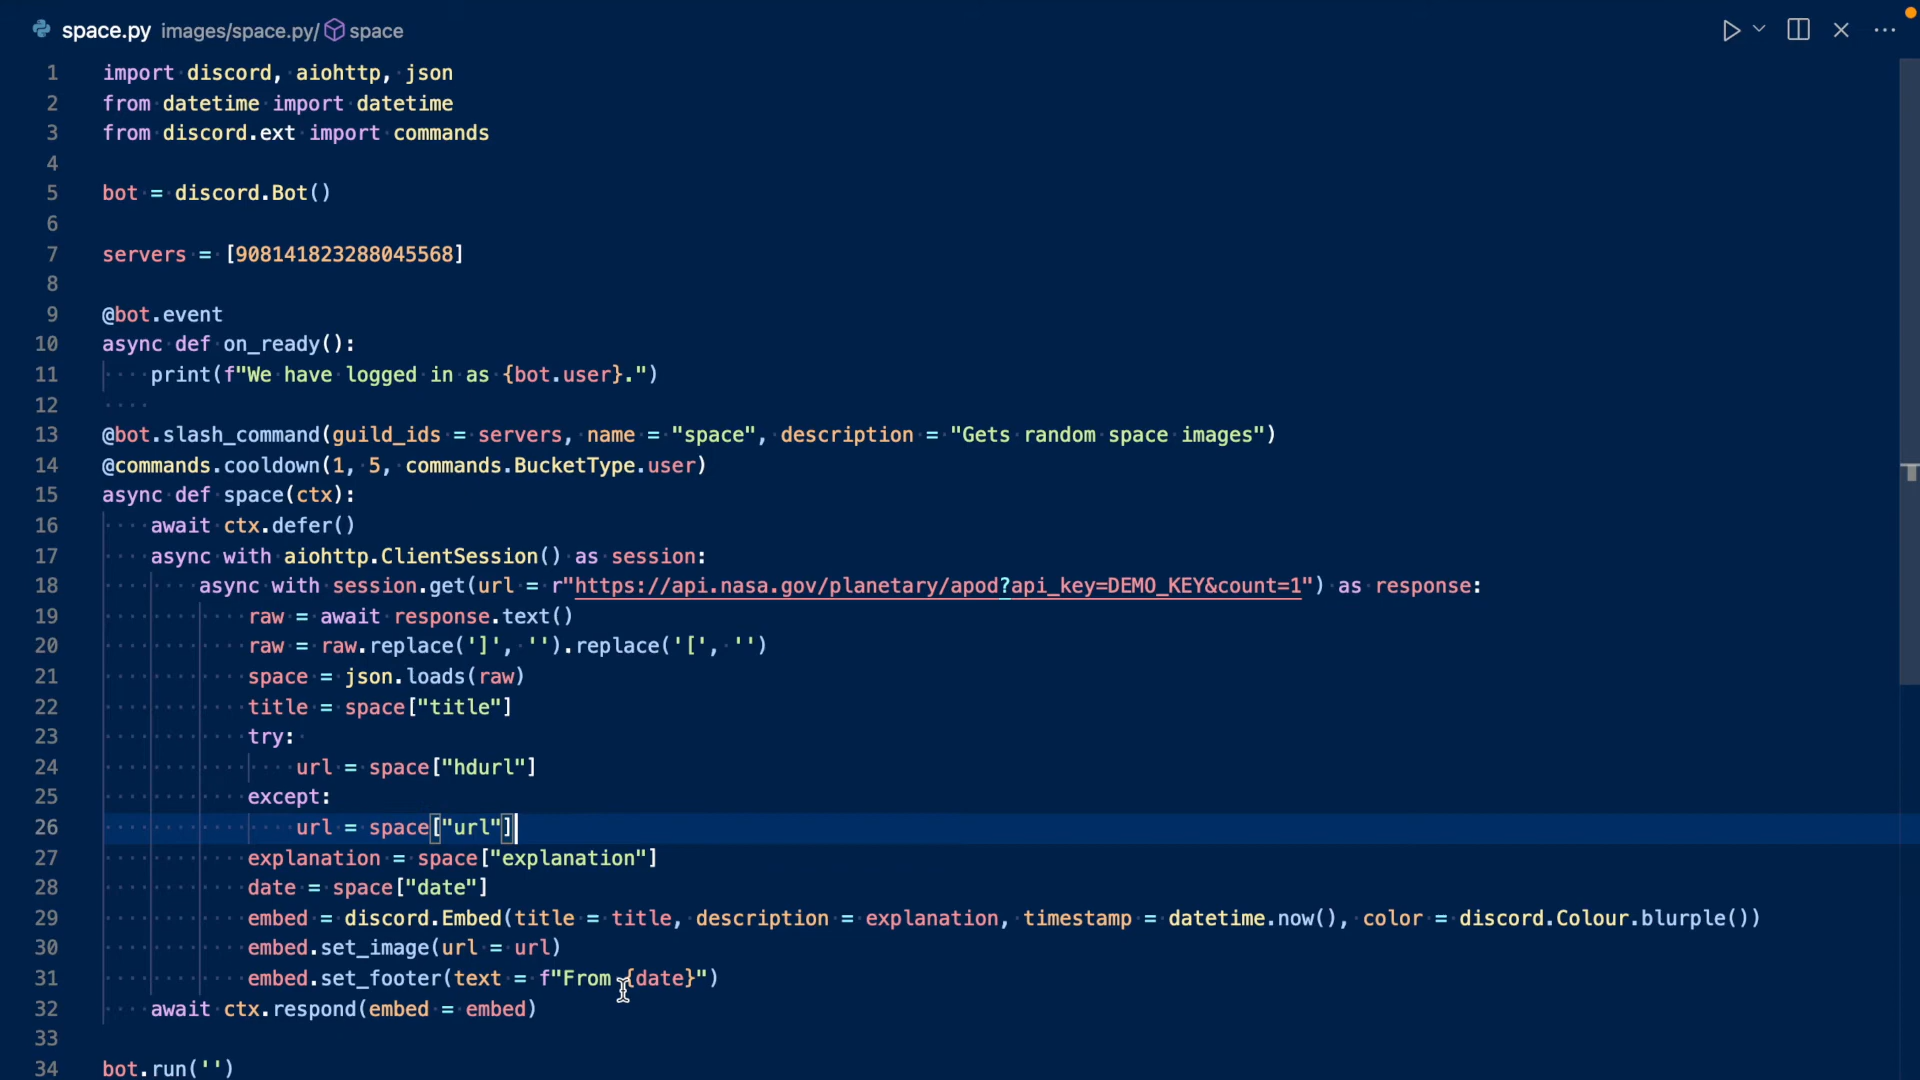 space.py images/space.py/ space
1 import discord, aiohttp, json
2 from datetime import datetime
3 from discord.ext import commands
4
5 bot = discord.Bot()
6
7 servers = [908141823288045568]
8
9 @bot.event
10 async def on_ready():
11     print(f"We have logged in as {bot.user}.")
12
13 @bot.slash_command(guild_ids = servers, name = "space", description = "Gets random space images")
14 @commands.cooldown(1, 5, commands.BucketType.user)
15 async def space(ctx):
16     await ctx.defer()
17     async with aiohttp.ClientSession() as session:
18         async with session.get(url = r"https://api.nasa.gov/planetary/apod?api_key=DEMO_KEY&count=1") as response:
19             raw = await response.text()
20             raw = raw.replace(']', '').replace('[', '')
21             space = json.loads(raw)
22             title = space["title"]
23             try:
24                 url = space["hdurl"]
25             except:
26                 url = space["url"]
27             explanation = space["explanation"]
28             date = space["date"]
29             embed = discord.Embed(title = title, description = explanation, timestamp = datetime.now(), color = discord.Colour.blurple())
30             embed.set_image(url = url)
31             embed.set_footer(text = f"From {date}")
32     await ctx.respond(embed = embed)
33
34 bot.run('')